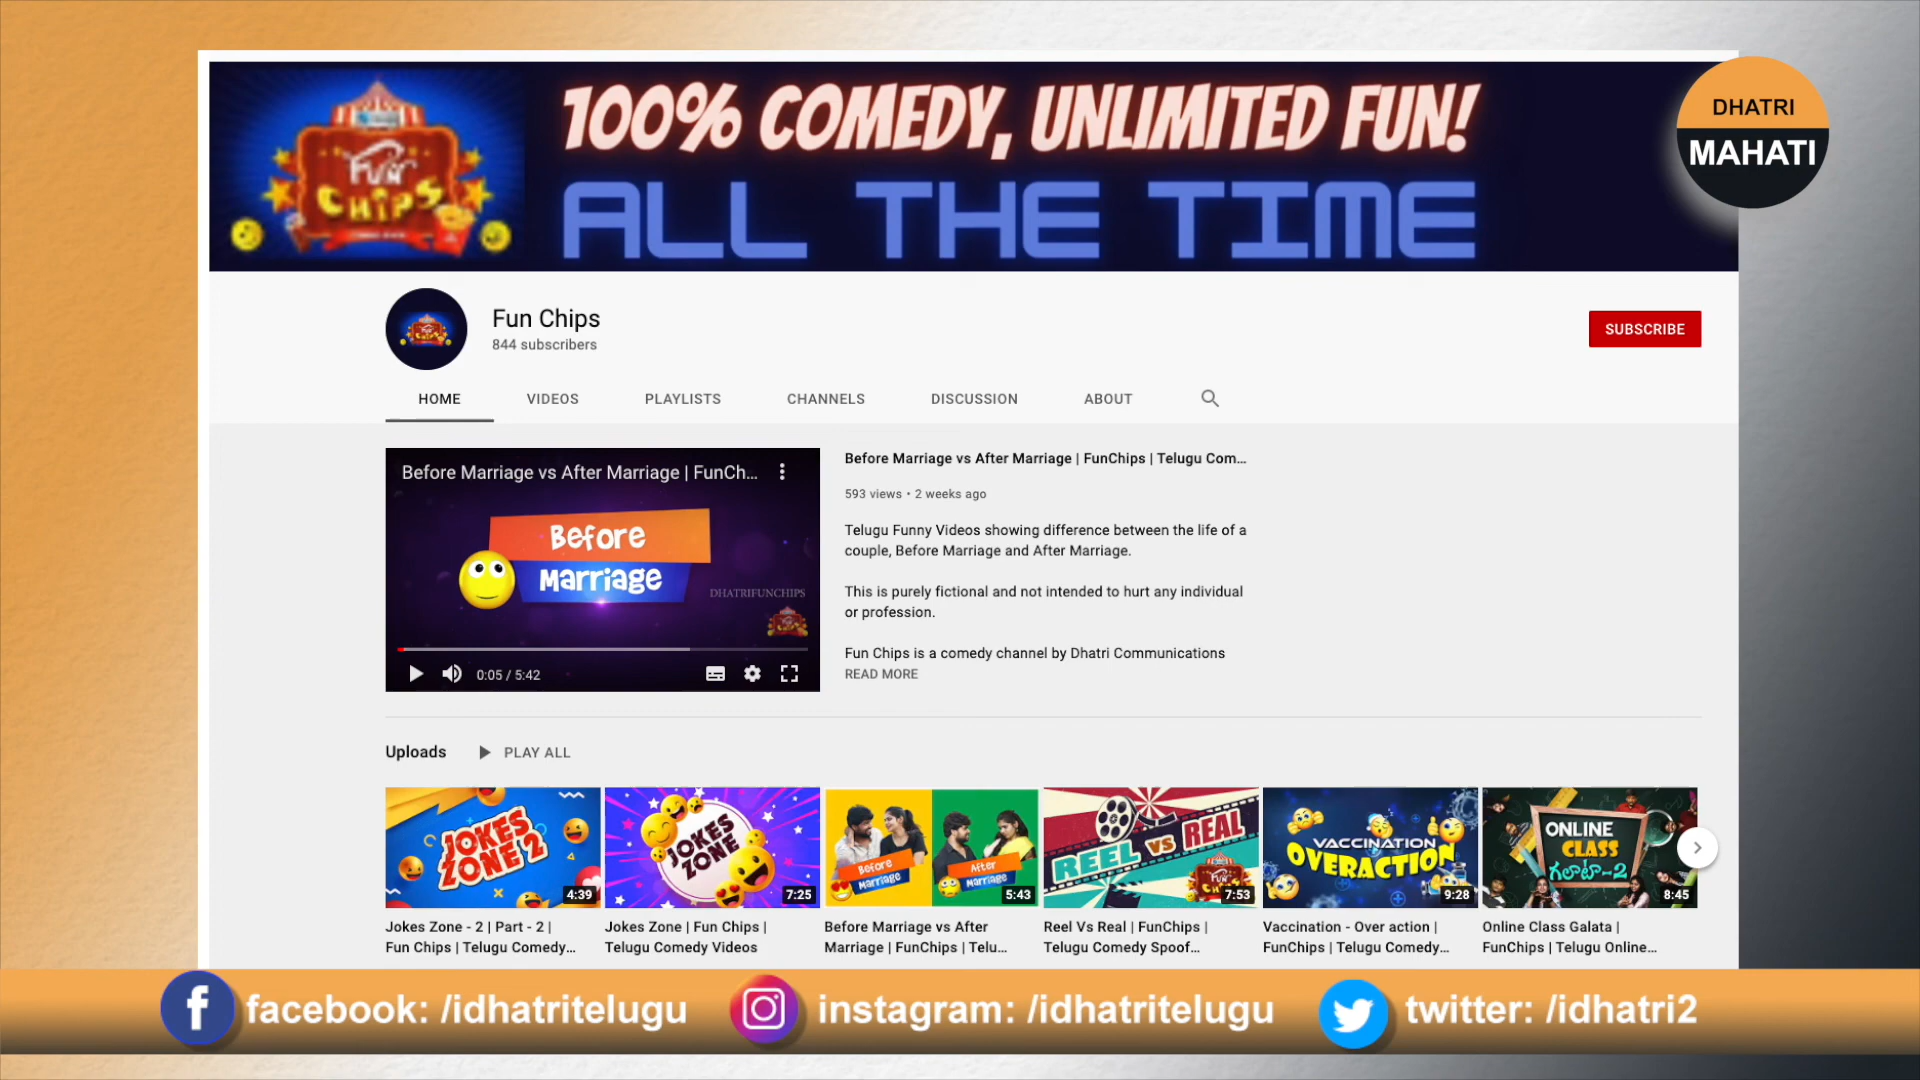 FUN
CHIPS
100% COMEDY, UNLIMITED FUN!
ALL THE TIME
DHATRI
MAHATI
Fun Chips
844 subscribers
SUBSCRIBE
HOME
VIDEOS
PLAYLISTS
CHANNELS
DISCUSSION
ABOUT
Before Marriage vs After Marriage | FunCh...
Before
Marriage
DHATRIFUNCHIPS
0:05 / 5:42
Before Marriage vs After Marriage | FunChips | Telugu Com...
593 views • 2 weeks ago
Telugu Funny Videos showing difference between the life of a
couple, Before Marriage and After Marriage.
This is purely fictional and not intended to hurt any individual
or profession.
Fun Chips is a comedy channel by Dhatri Communications
READ MORE
Uploads
PLAY ALL
JOKES
ZONE 2
4:39
JOKES
ZONE
7:25
Before
Marriage
After
Marriage
5:43
REEL VS REAL
7:53
VACCINATION
OVERACTION
9:28
ONLINE
CLASS
గలాటా-2
8:45
Jokes Zone - 2 | Part - 2 |
Fun Chips | Telugu Comedy...
Jokes Zone | Fun Chips |
Telugu Comedy Videos
Before Marriage vs After
Marriage | FunChips | Telu...
Reel Vs Real | FunChips |
Telugu Comedy Spoof...
Vaccination - Over action |
FunChips | Telugu Comedy...
Online Class Galata |
FunChips | Telugu Online...
facebook: /idhatritelugu
instagram: /idhatritelugu
twitter: /idhatri2